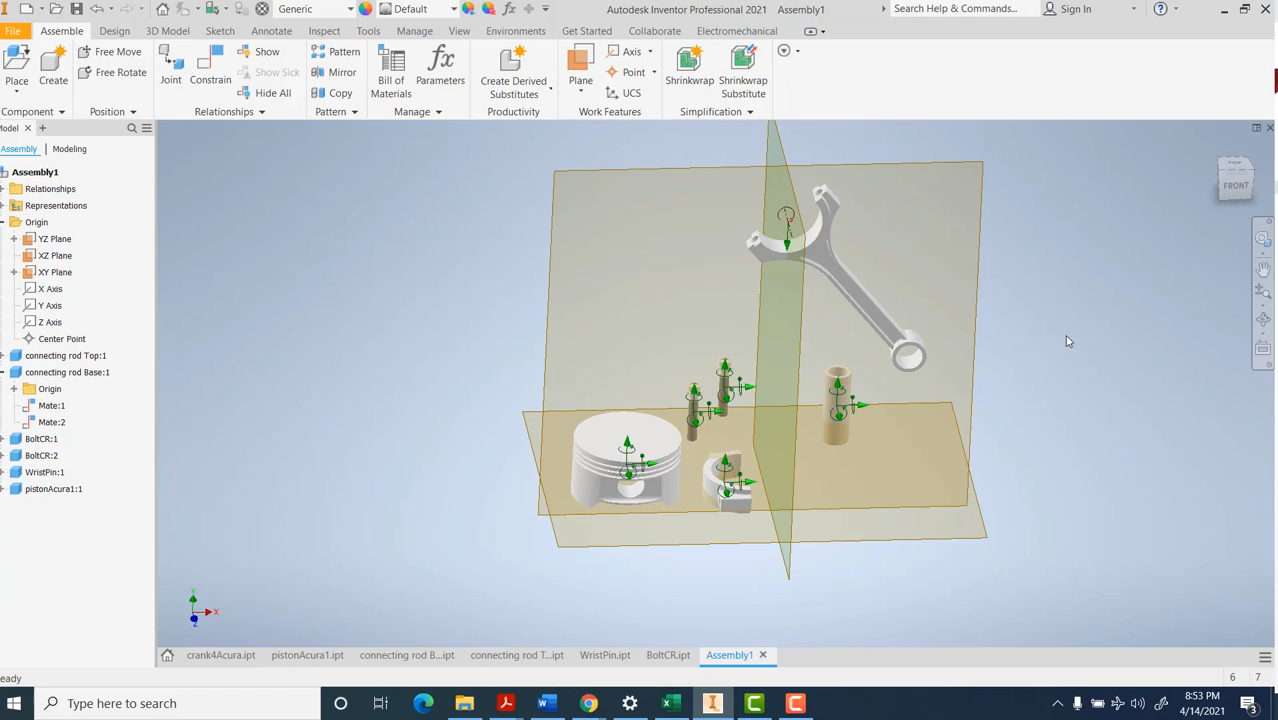 Generic
Default
Autodesk Inventor Professional 2021 Assembly1
Search Help & Commands...
Sign In
File Assemble Design 3D Model Sketch Annotate Inspect Tools Manage View Environments Get Started Collaborate Electromechanical
Free Move
Free Rotate
Place Create
Joint Constrain
Show
Show Sick
Hide All
Pattern
Mirror
Copy
Bill of
Materials
Parameters
Create Derived
Substitutes
Plane
Axis
Point
UCS
Shrinkwrap
Shrinkwrap
Substitute
Component Position Relationships Pattern Manage Productivity Work Features Simplification
Model
Assembly Modeling
Assembly1
Relationships
Representations
Origin
YZ Plane
XZ Plane
XY Plane
X Axis
Y Axis
Z Axis
Center Point
connecting rod Top:1
connecting rod Base:1
Origin
Mate:1
Mate:2
BoltCR:1
BoltCR:2
WristPin:1
pistonAcura1:1
TOP
FRONT
Y
X
Z
crank4Acura.ipt pistonAcura1.ipt connecting rod B...ipt connecting rod T...ipt WristPin.ipt BoltCR.ipt Assembly1
eady
6 7
Type here to search
8:53 PM
4/14/2021
3